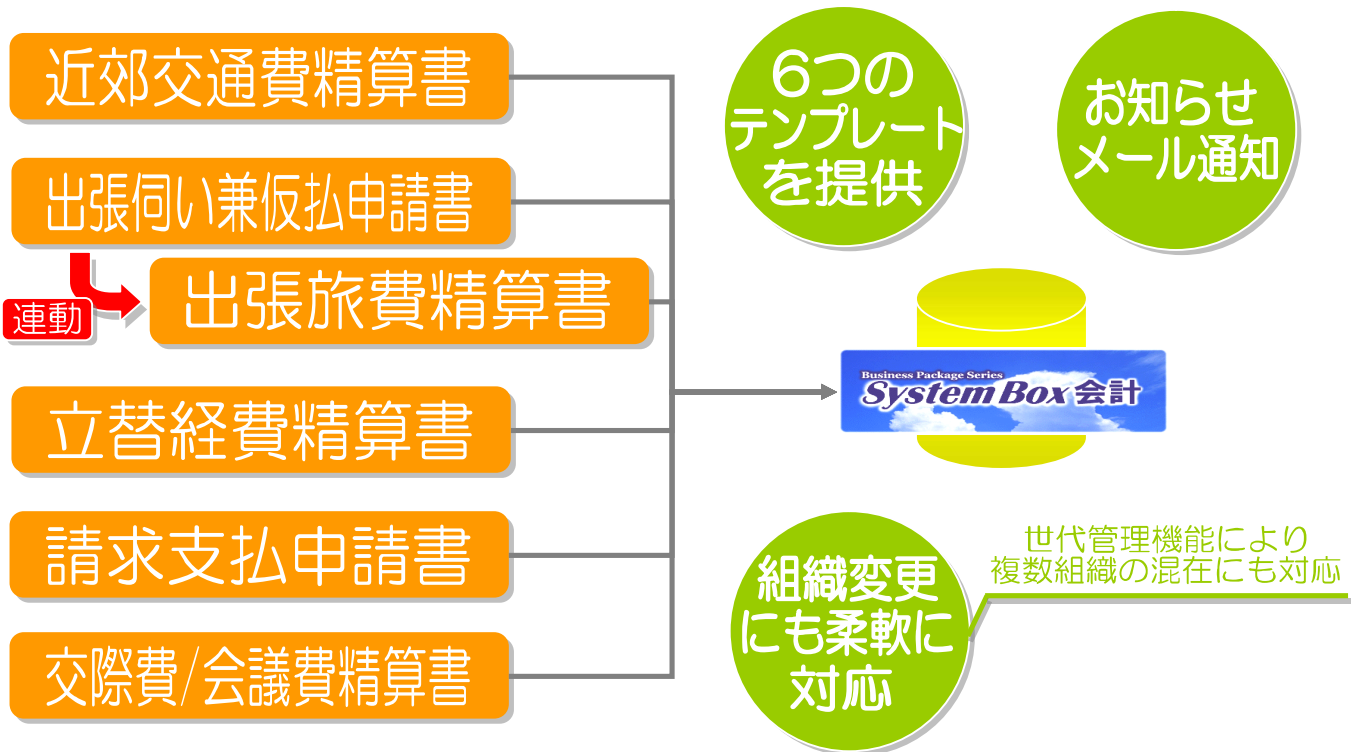 近郊交通費精算書
出張伺い兼仮払申請書
連動
出張旅費精算書
立替経費精算書
請求支払申請書
交際費/会議費精算書
6つの
テンプレート
を提供
お知らせ
メール通知
Business Package Series
System Box 会計
組織変更
にも柔軟に
対応
世代管理機能により
複数組織の混在にも対応